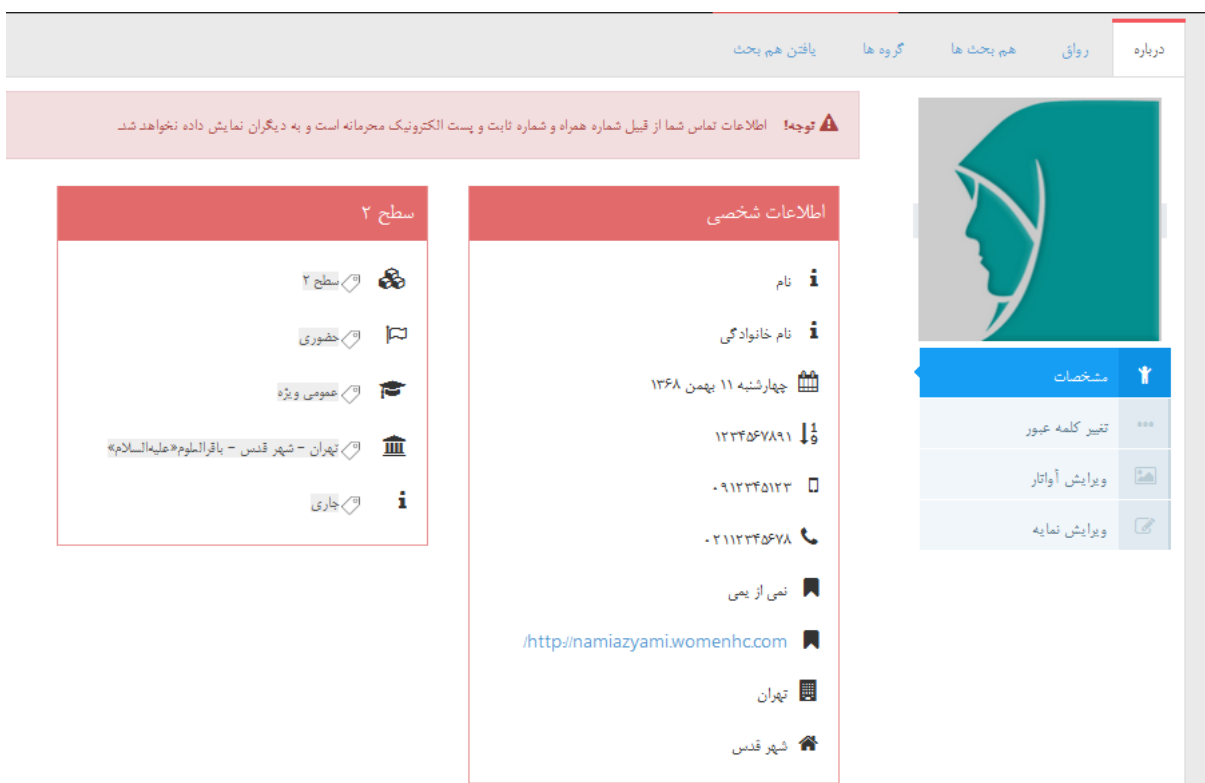 درباره
رواق
هم بحث ها
گروه ها
یافتن هم بحث
توجه! اطلاعات تماس شما از قبیل شماره همراه و شماره ثابت و پست الکترونیک محرمانه است و به دیگران نمایش داده نخواهد شد.
مشخصات
تغییر کلمه عبور
ویرایش آواتار
ویرایش نمایه
اطلاعات شخصی
نام
نام خانوادگی
چهارشنبه ۱۱ بهمن ۱۳۶۸
۱۲۳۴۵۶۷۸۹۱
۰۹۱۲۳۴۵۱۲۳
۰۲۱۱۲۳۴۵۶۷۸
نمی از یمی
http://namiazyami.womenhc.com/
تهران
شهر قدس
سطح ۲
سطح ۲
حضوری
عمومی ویژه
تهران - شهر قدس - باقرالعلوم«علیه‌السلام»
جاری